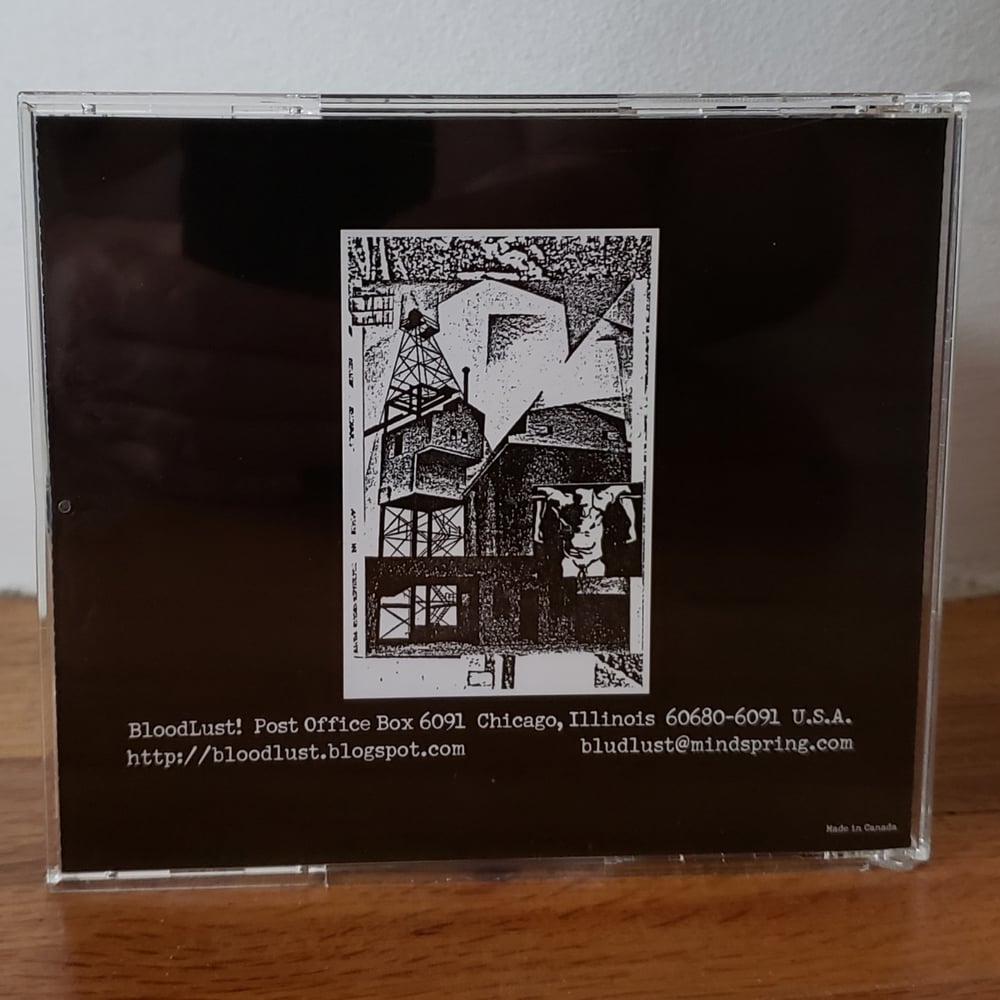 BloodLust! Post Office Box 6091 Chicago, Illinois 60680-6091 U.S.A.
http://bloodlust.blogspot.com bludlust@mindspring.com
Made in Canada